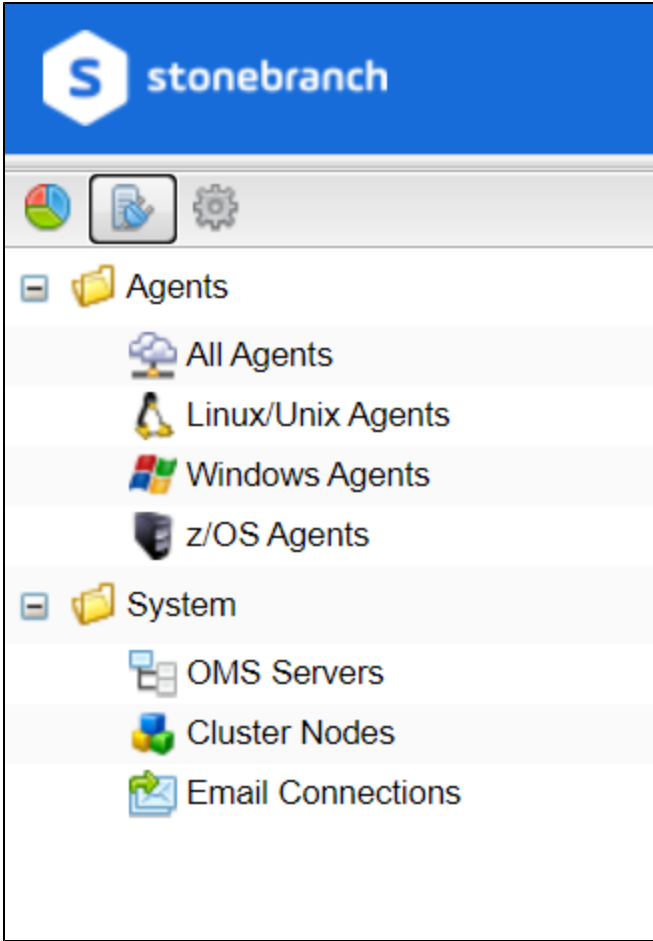 S stonebranch
Agents
All Agents
Linux/Unix Agents
Windows Agents
z/OS Agents
System
OMS Servers
Cluster Nodes
Email Connections